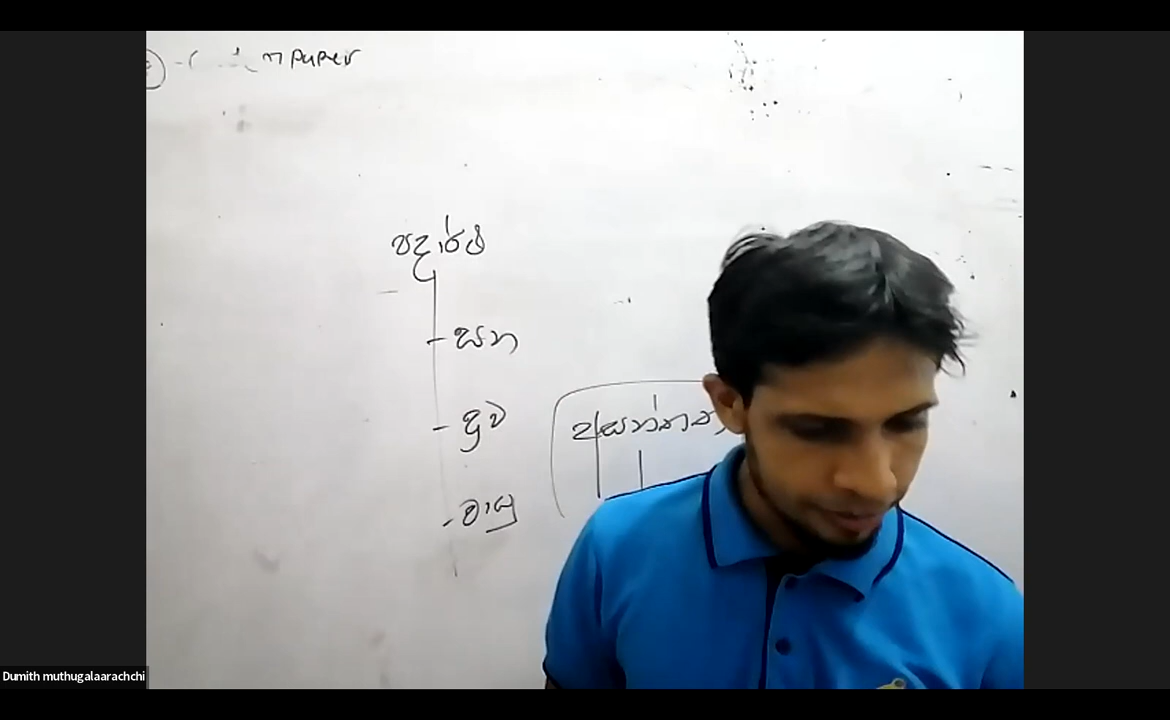 paper
පදාර්ථ
- ඝන
- ද්‍රව
- වායු
Dumith muthugalaarachchi